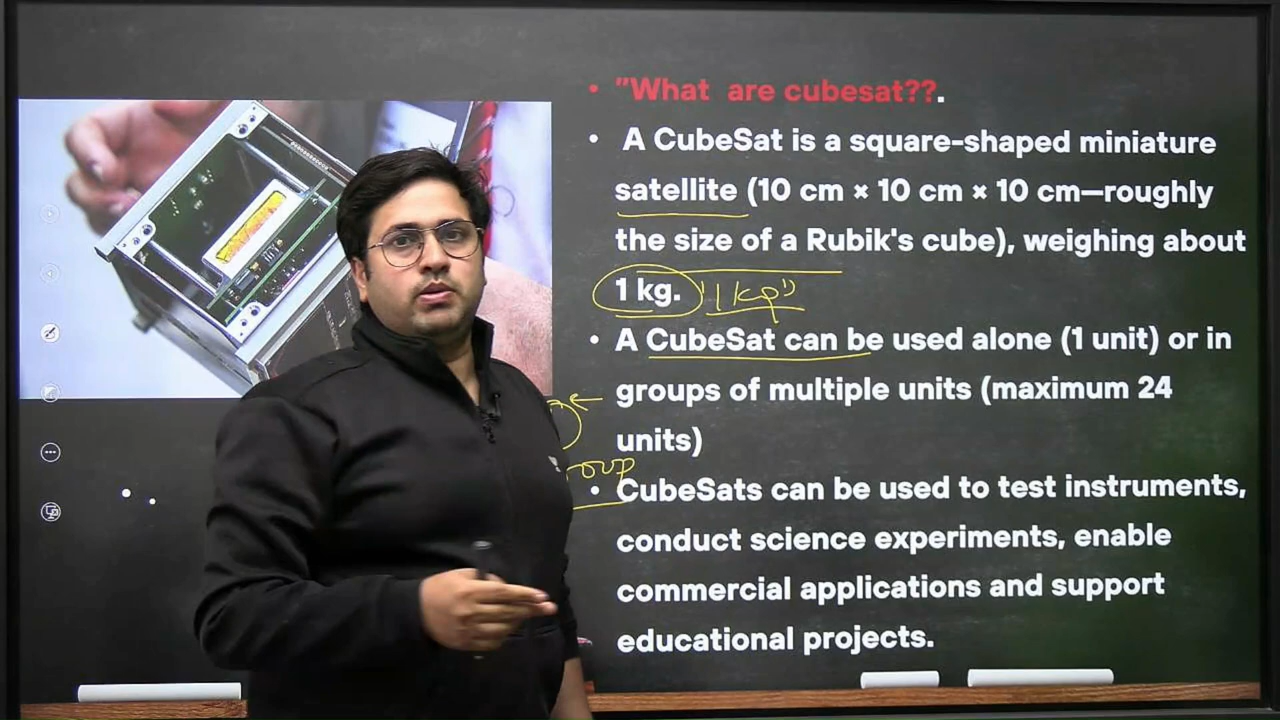 • "What are cubesat??.
• A CubeSat is a square-shaped miniature
satellite (10 cm × 10 cm × 10 cm—roughly
the size of a Rubik's cube), weighing about
1 kg. "1 kg"
• A CubeSat can be used alone (1 unit) or in
groups of multiple units (maximum 24
units)
roup
• CubeSats can be used to test instruments,
conduct science experiments, enable
commercial applications and support
educational projects.